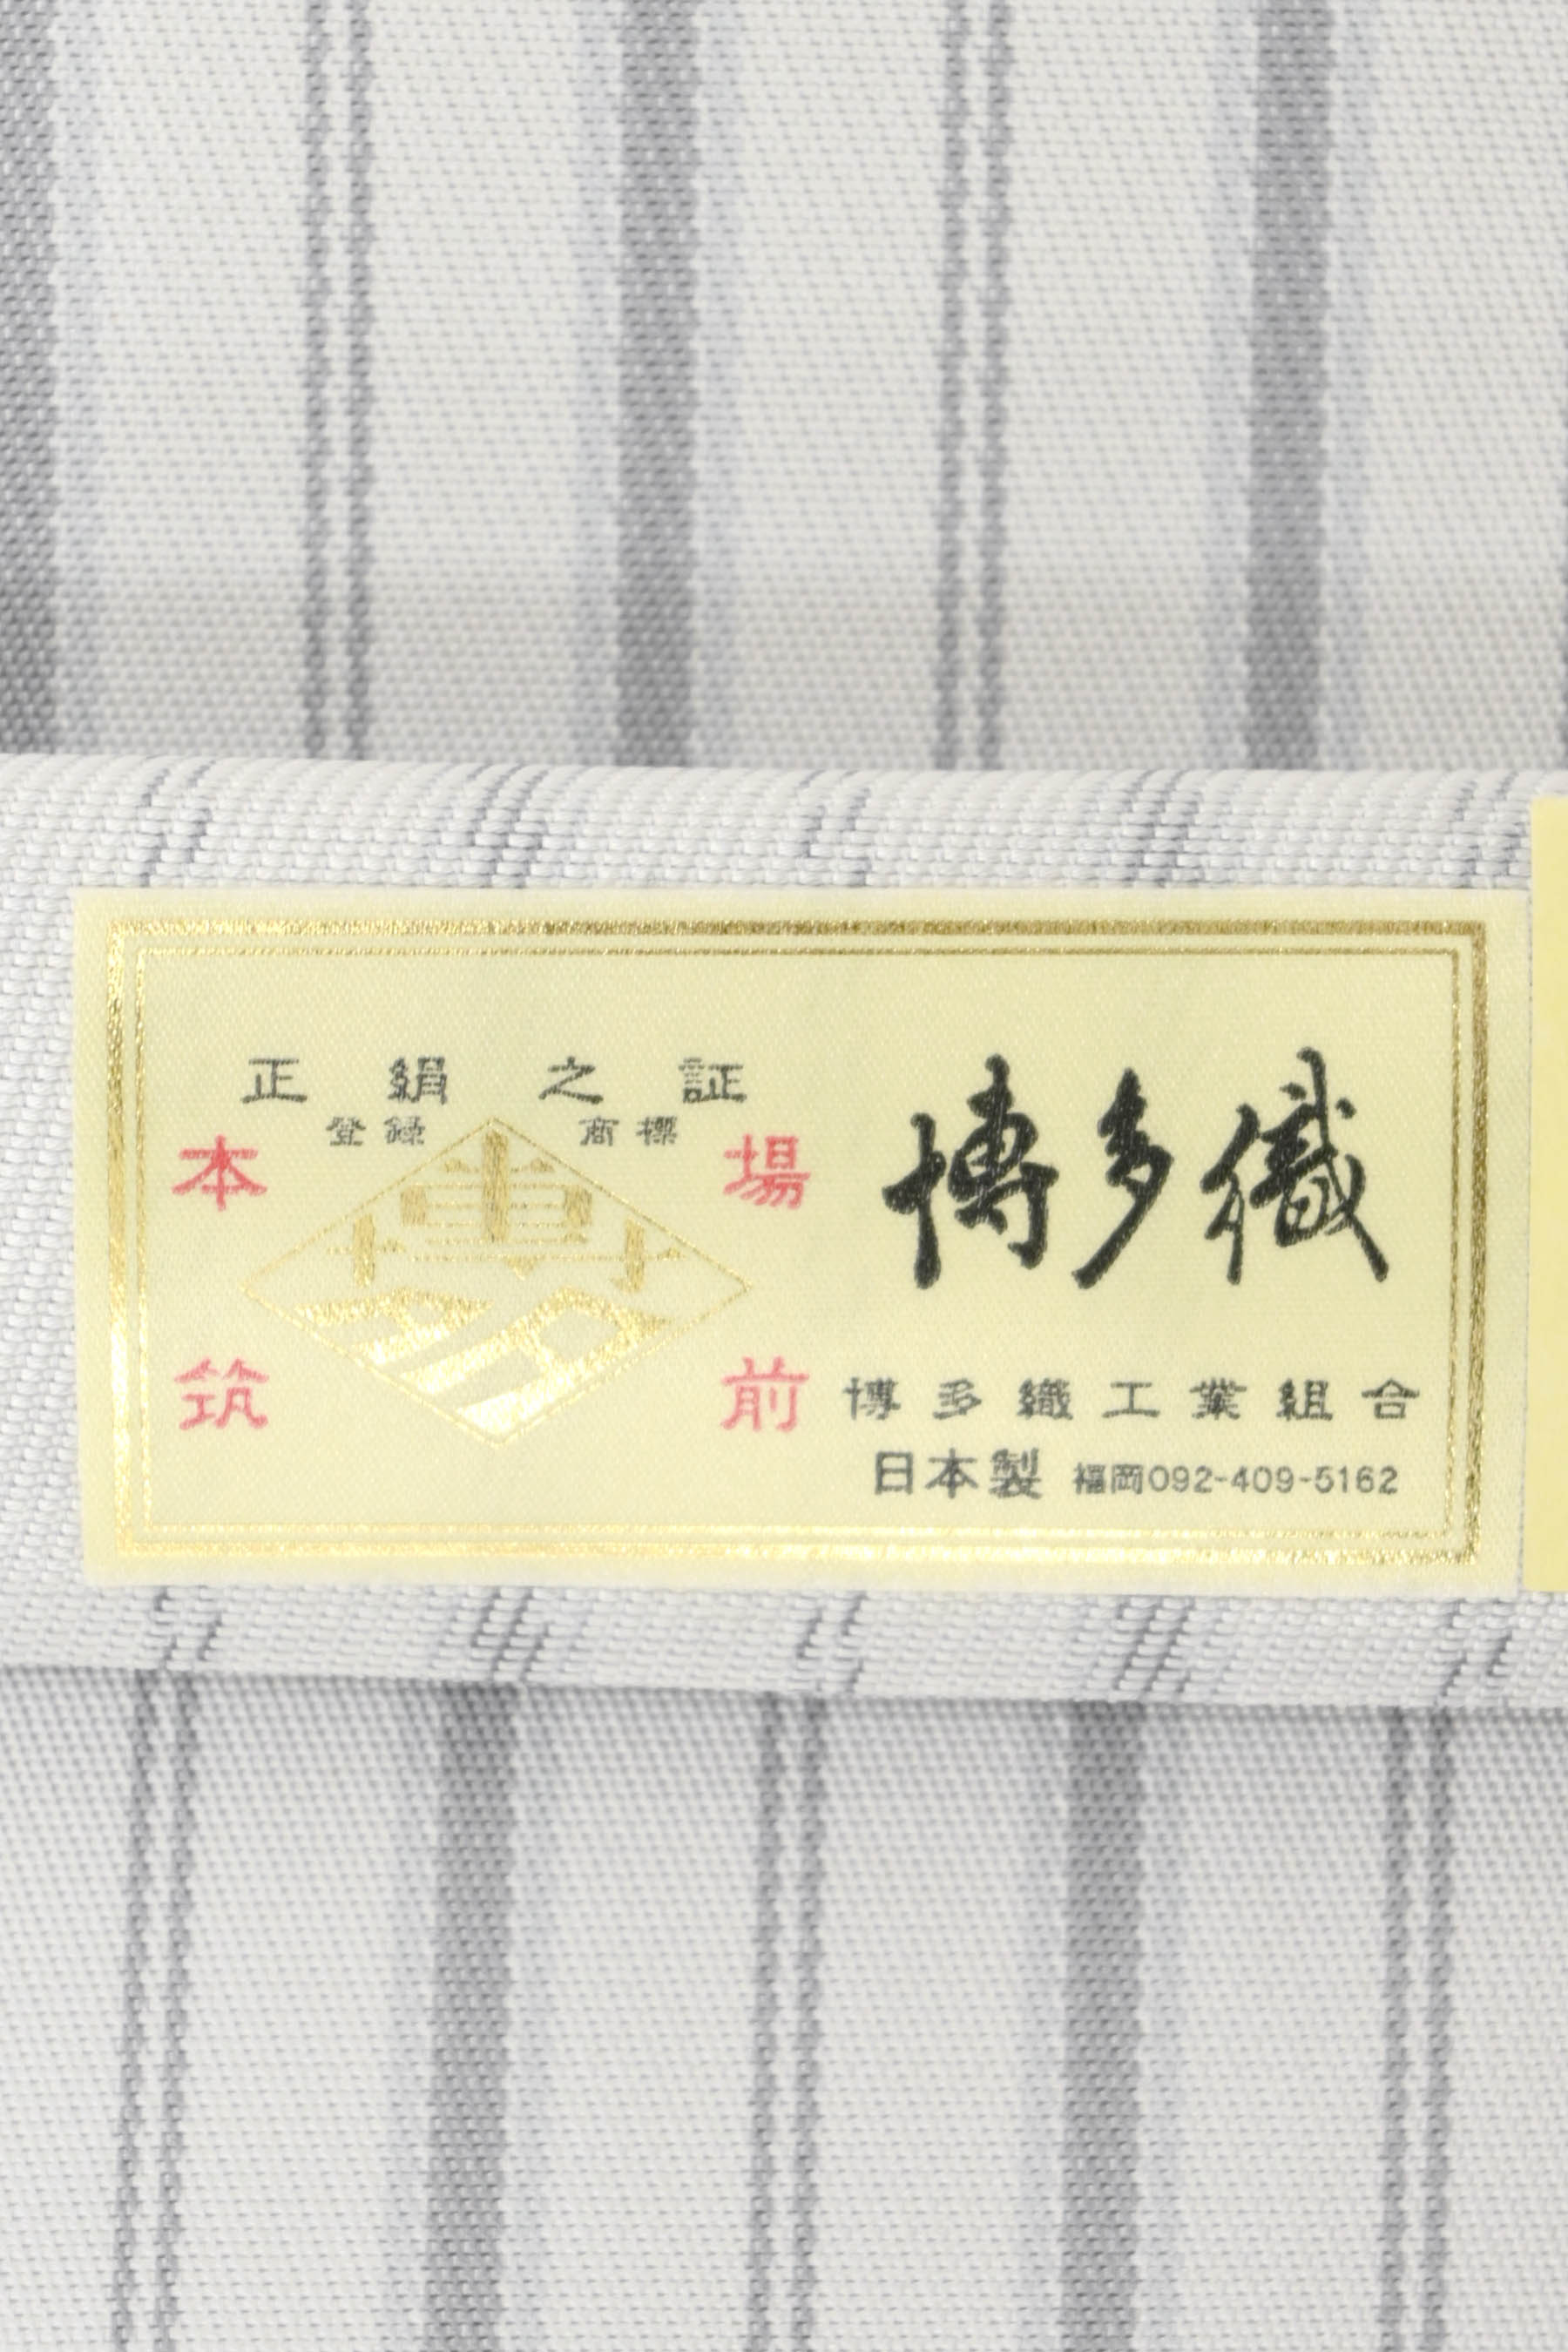 正絹之証
登録商標
本場
筑前
博多織
博多織工業組合
日本製 福岡092-409-5162